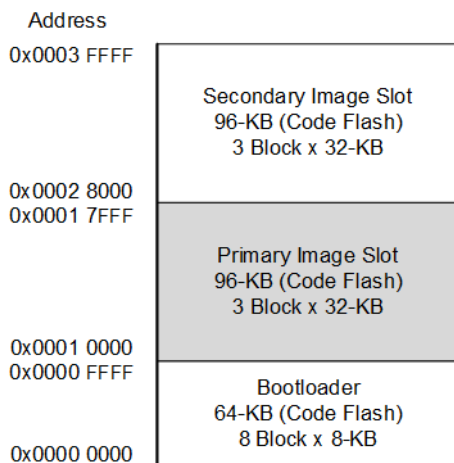 Address
0x0003 FFFF
Secondary Image Slot
96-KB (Code Flash)
3 Block x 32-KB
0x0002 8000
0x0001 7FFF
Primary Image Slot
96-KB (Code Flash)
3 Block x 32-KB
0x0001 0000
0x0000 FFFF
Bootloader
64-KB (Code Flash)
8 Block x 8-KB
0x0000 0000